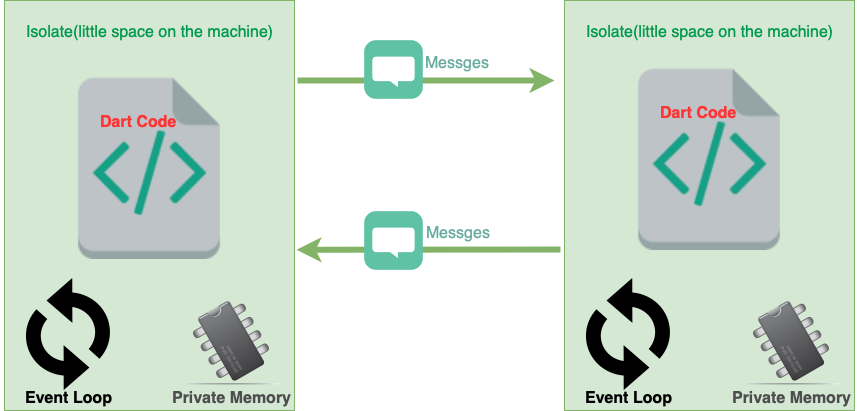 Isolate(little space on the machine)
Isolate(little space on the machine)
Messges
Dart Code
Dart Code
Messges
Event Loop
Private Memory
Event Loop
Private Memory